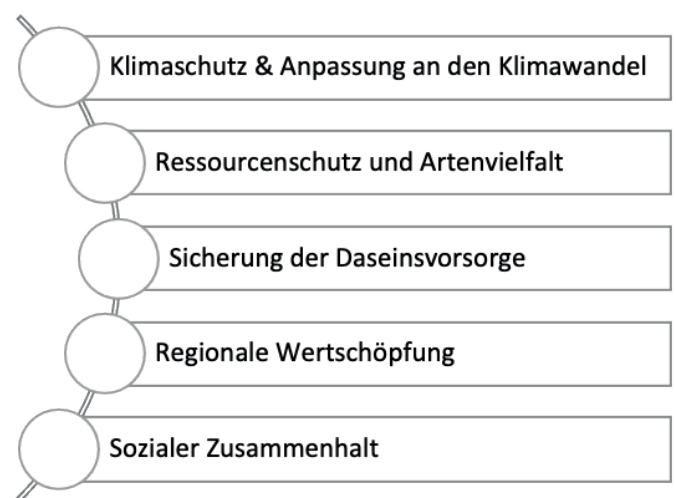 Klimaschutz & Anpassung an den Klimawandel
Ressourcenschutz und Artenvielfalt
Sicherung der Daseinsvorsorge
Regionale Wertschöpfung
Sozialer Zusammenhalt